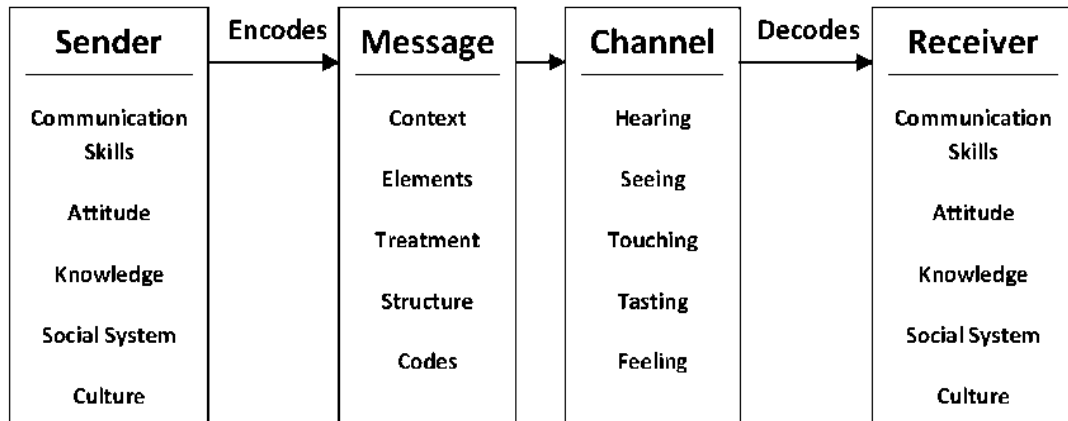 Sender
Encodes
Message
Channel
Decodes
Receiver
Communication
Skills
Attitude
Knowledge
Social System
Culture
Context
Elements
Treatment
Structure
Codes
Hearing
Seeing
Touching
Tasting
Feeling
Communication
Skills
Attitude
Knowledge
Social System
Culture